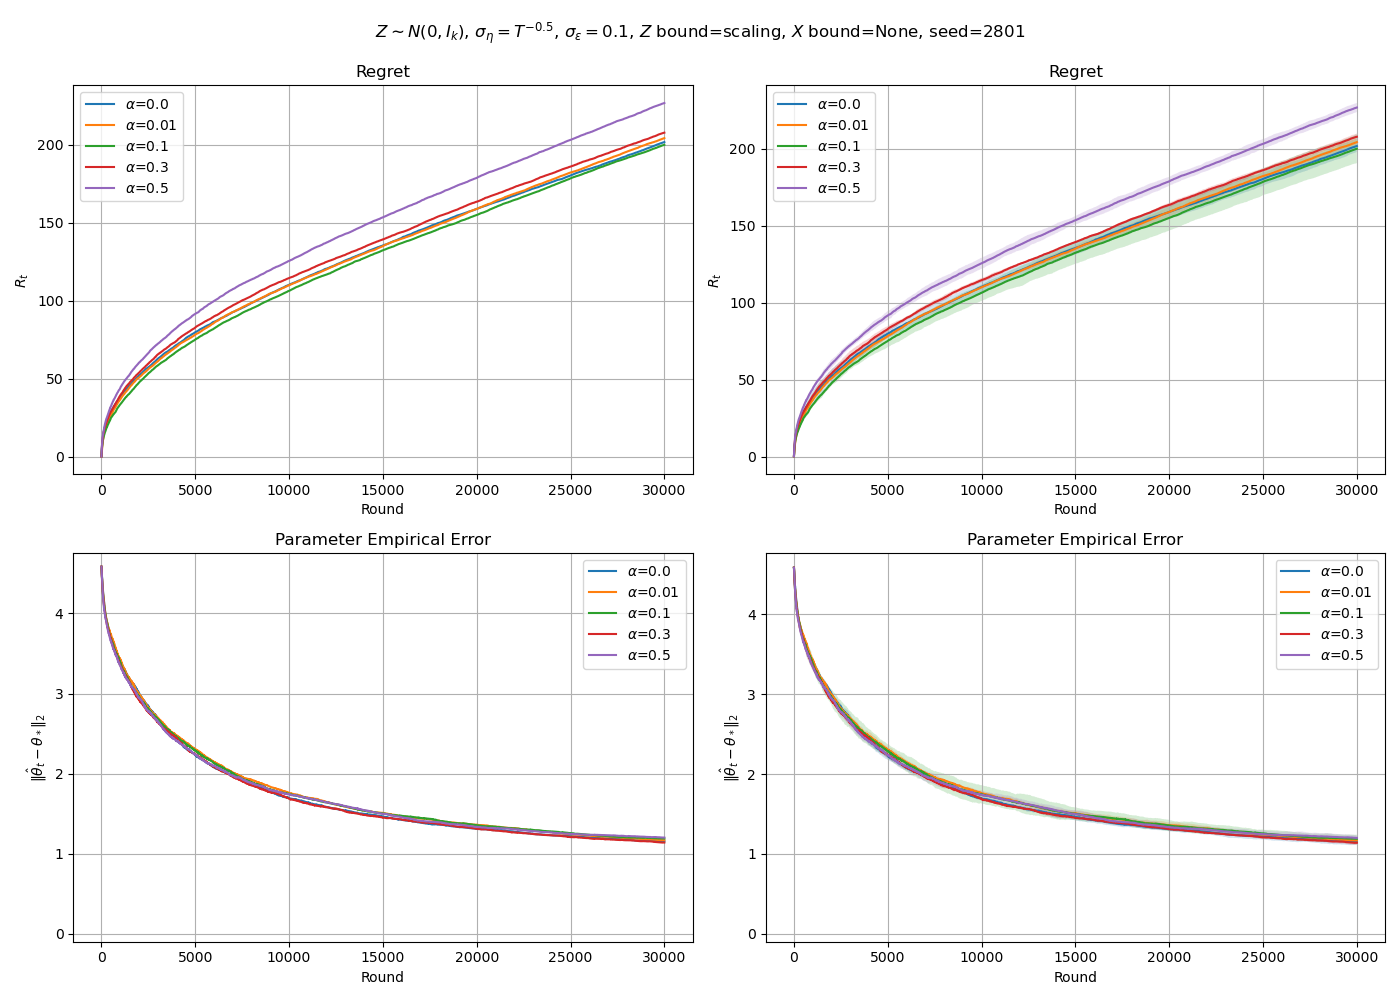 Z ∼ N(0, I_k), σ_η = T^{−0.5}, σ_ε = 0.1, Z bound=scaling, X bound=None, seed=2801
Regret
α=0.0
α=0.01
α=0.1
α=0.3
α=0.5
200
150
100
50
0
R_t
0 5000 10000 15000 20000 25000 30000
Round
Regret
α=0.0
α=0.01
α=0.1
α=0.3
α=0.5
200
150
100
50
0
R_t
0 5000 10000 15000 20000 25000 30000
Round
Parameter Empirical Error
α=0.0
α=0.01
α=0.1
α=0.3
α=0.5
4
3
2
1
0
‖θ̂_t − θ_*‖_2
0 5000 10000 15000 20000 25000 30000
Round
Parameter Empirical Error
α=0.0
α=0.01
α=0.1
α=0.3
α=0.5
4
3
2
1
0
‖θ̂_t − θ_*‖_2
0 5000 10000 15000 20000 25000 30000
Round